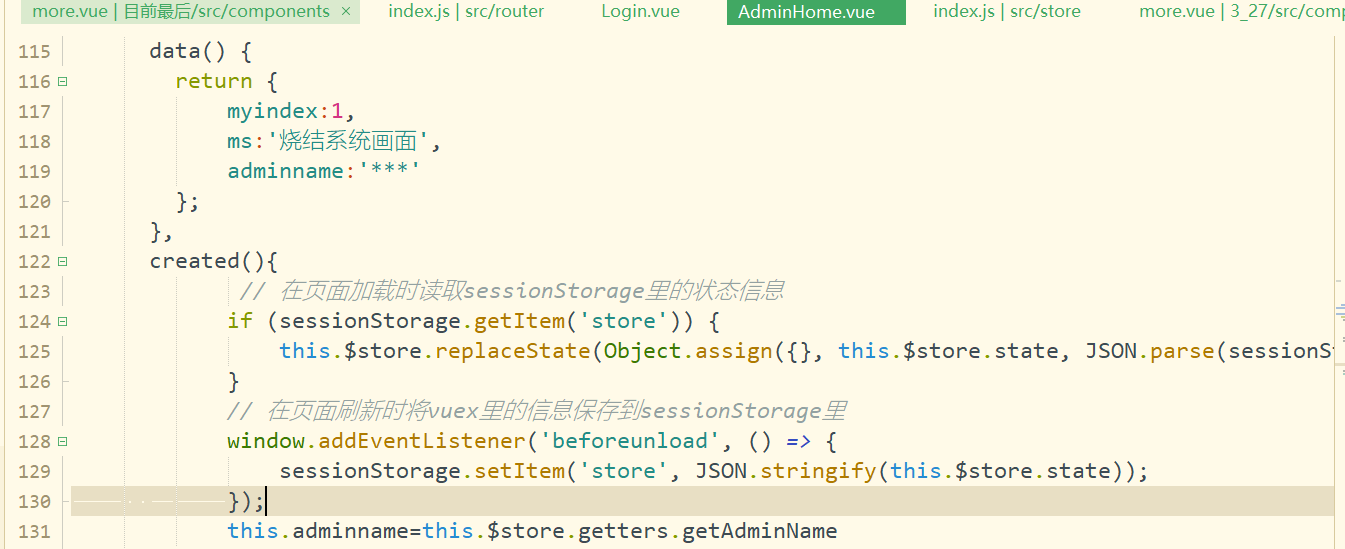 more.vue | 目前最后/src/components × index.js | src/router Login.vue AdminHome.vue index.js | src/store more.vue | 3_27/src/comp
115 data() {
116 return {
117 myindex:1,
118 ms:'烧结系统画面',
119 adminname:'***'
120 };
121 },
122 created(){
123 // 在页面加载时读取sessionStorage里的状态信息
124 if (sessionStorage.getItem('store')) {
125 this.$store.replaceState(Object.assign({}, this.$store.state, JSON.parse(sessionSt
126 }
127 // 在页面刷新时将vuex里的信息保存到sessionStorage里
128 window.addEventListener('beforeunload', () => {
129 sessionStorage.setItem('store', JSON.stringify(this.$store.state));
130 });
131 this.adminname=this.$store.getters.getAdminName